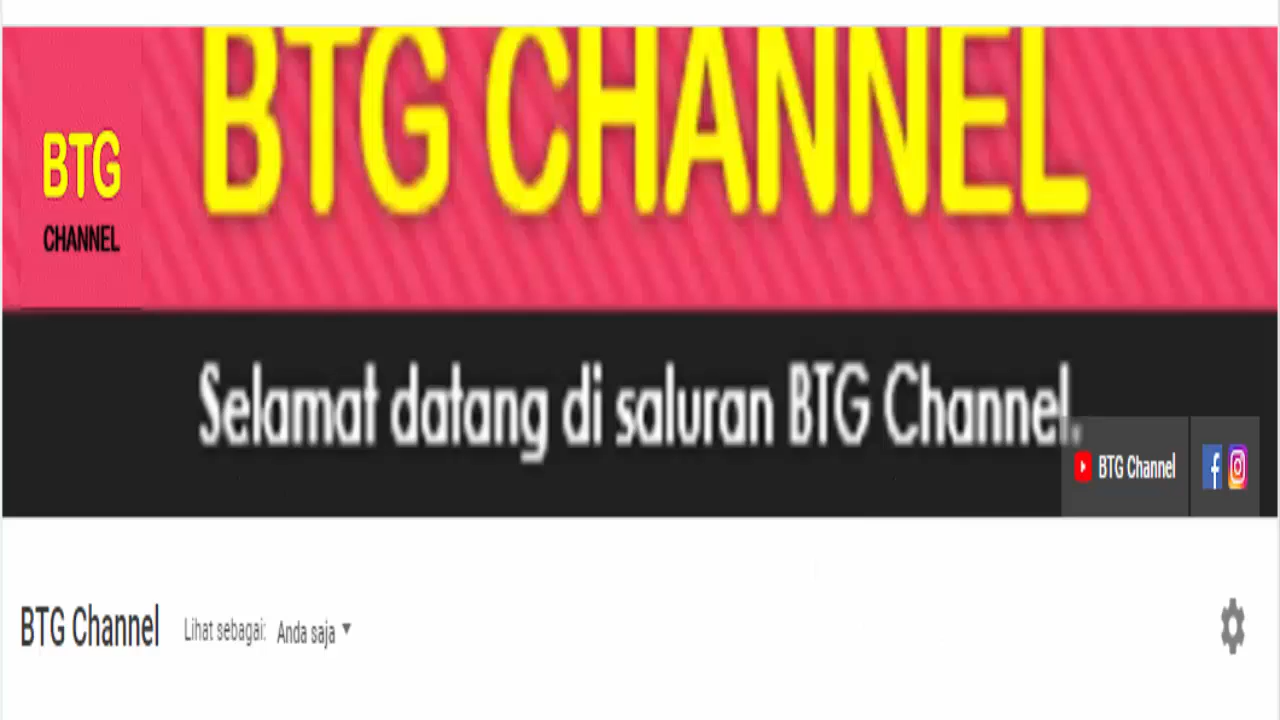 BTG CHANNEL
BTG
CHANNEL
Selamat datang di saluran BTG Channel.
BTG Channel
BTG Channel
Lihat sebagai: Anda saja